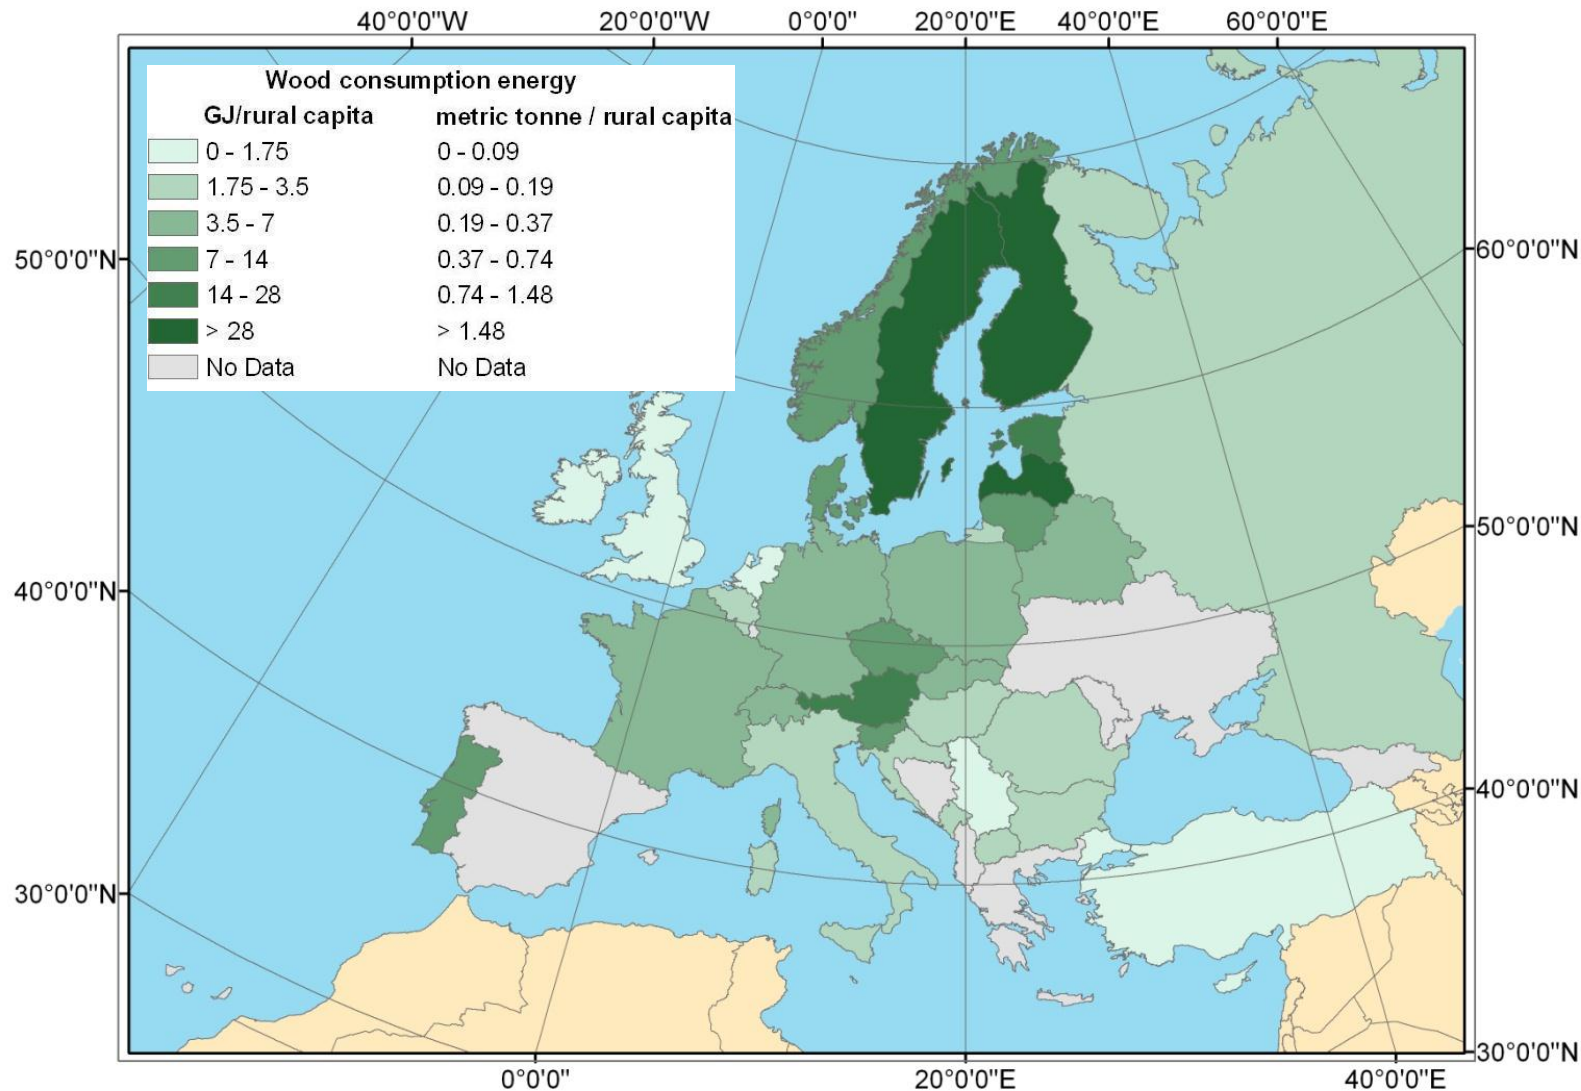 40°0'0"W 20°0'0"W 0°0'0" 20°0'0"E 40°0'0"E 60°0'0"E
Wood consumption energy
GJ/rural capita metric tonne / rural capita
0 - 1.75 0 - 0.09
1.75 - 3.5 0.09 - 0.19
3.5 - 7 0.19 - 0.37
7 - 14 0.37 - 0.74
14 - 28 0.74 - 1.48
> 28 > 1.48
No Data No Data
50°0'0"N 60°0'0"N
50°0'0"N
40°0'0"N
40°0'0"N
30°0'0"N
30°0'0"N
0°0'0" 20°0'0"E 40°0'0"E